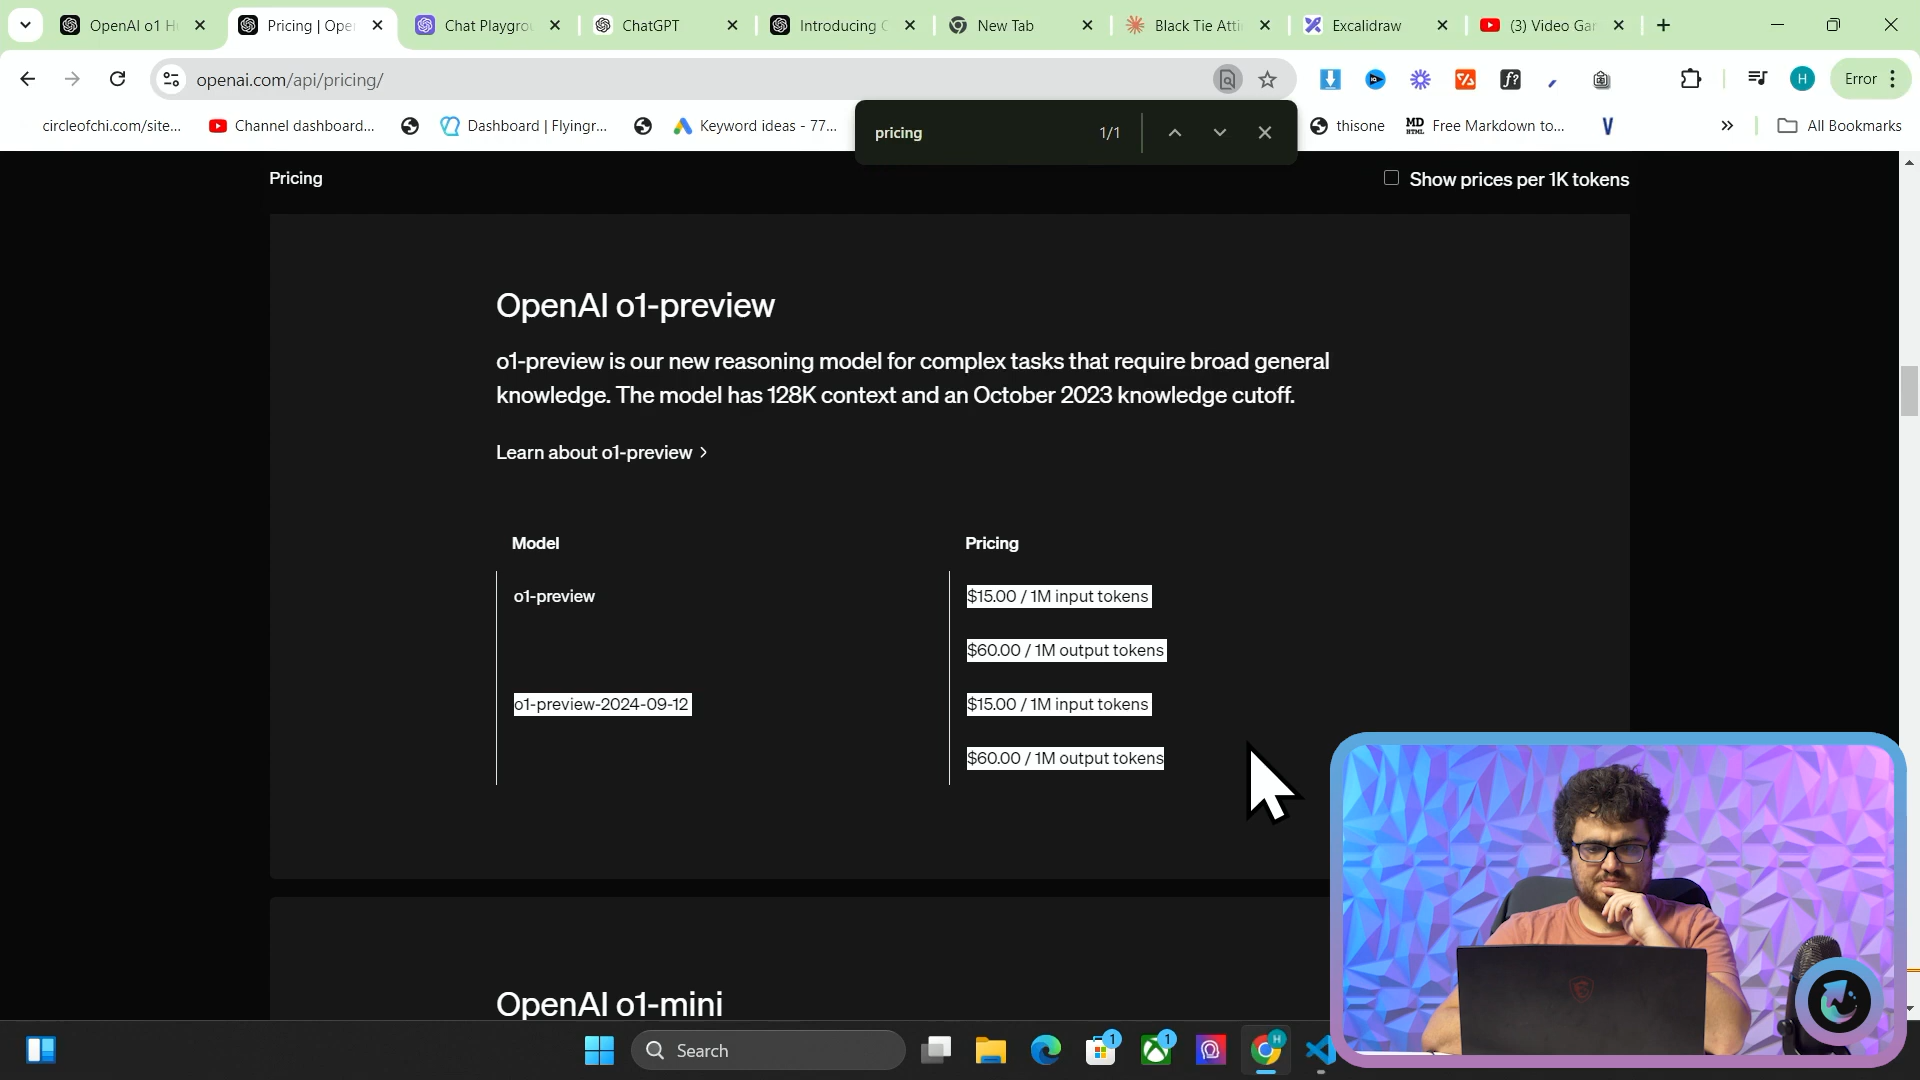 OpenAI o1 H
Pricing | Ope
Chat Playgrou
ChatGPT
Introducing C
New Tab
Black Tie Atti
Excalidraw
(3) Video Gar
openai.com/api/pricing/
Error
circleofchi.com/site...
Channel dashboard...
Dashboard | Flyingr...
Keyword ideas - 77...
thisone
MD
HTML
Free Markdown to...
V
All Bookmarks
pricing
1/1
Pricing
Show prices per 1K tokens
OpenAI o1-preview
o1-preview is our new reasoning model for complex tasks that require broad general
knowledge. The model has 128K context and an October 2023 knowledge cutoff.
Learn about o1-preview
Model
Pricing
o1-preview
$15.00 / 1M input tokens
$60.00 / 1M output tokens
o1-preview-2024-09-12
$15.00 / 1M input tokens
$60.00 / 1M output tokens
OpenAI o1-mini
Search
1
1
H